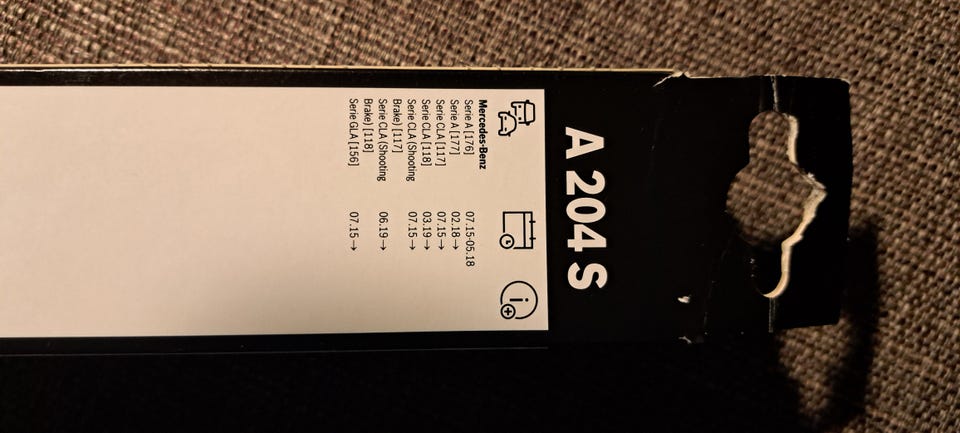 A 204 S
Mercedes-Benz
Serie A [176] 07.15-05.18
Serie A [177] 02.18→
Serie CLA [117] 07.15→
Serie CLA [118] 03.19→
Serie CLA (Shooting 07.15→
Brake) [117]
Serie CLA (Shooting 06.19→
Brake) [118]
Serie GLA [156] 07.15→